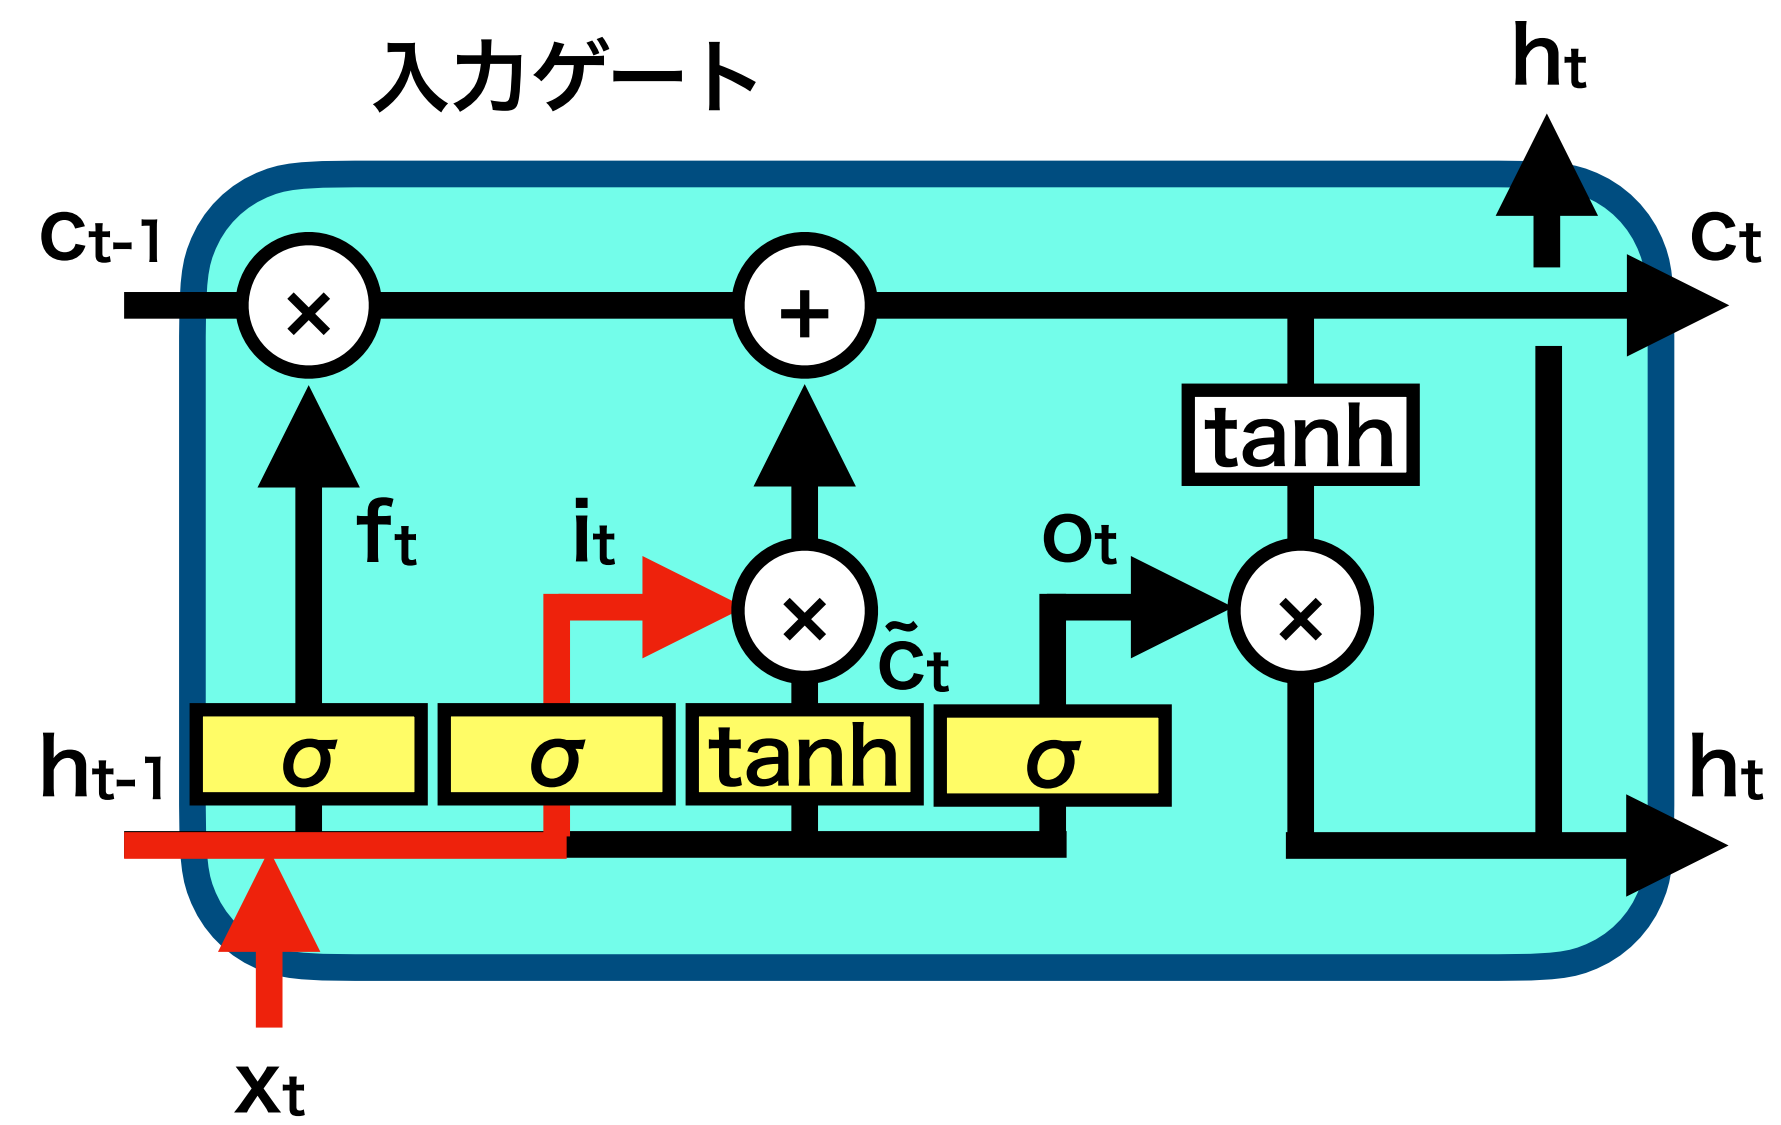 入力ゲート
ht
Ct-1
Ct
×
+
tanh
ft
it
ot
×
×
c̃t
σ
σ
tanh
σ
ht-1
ht
xt